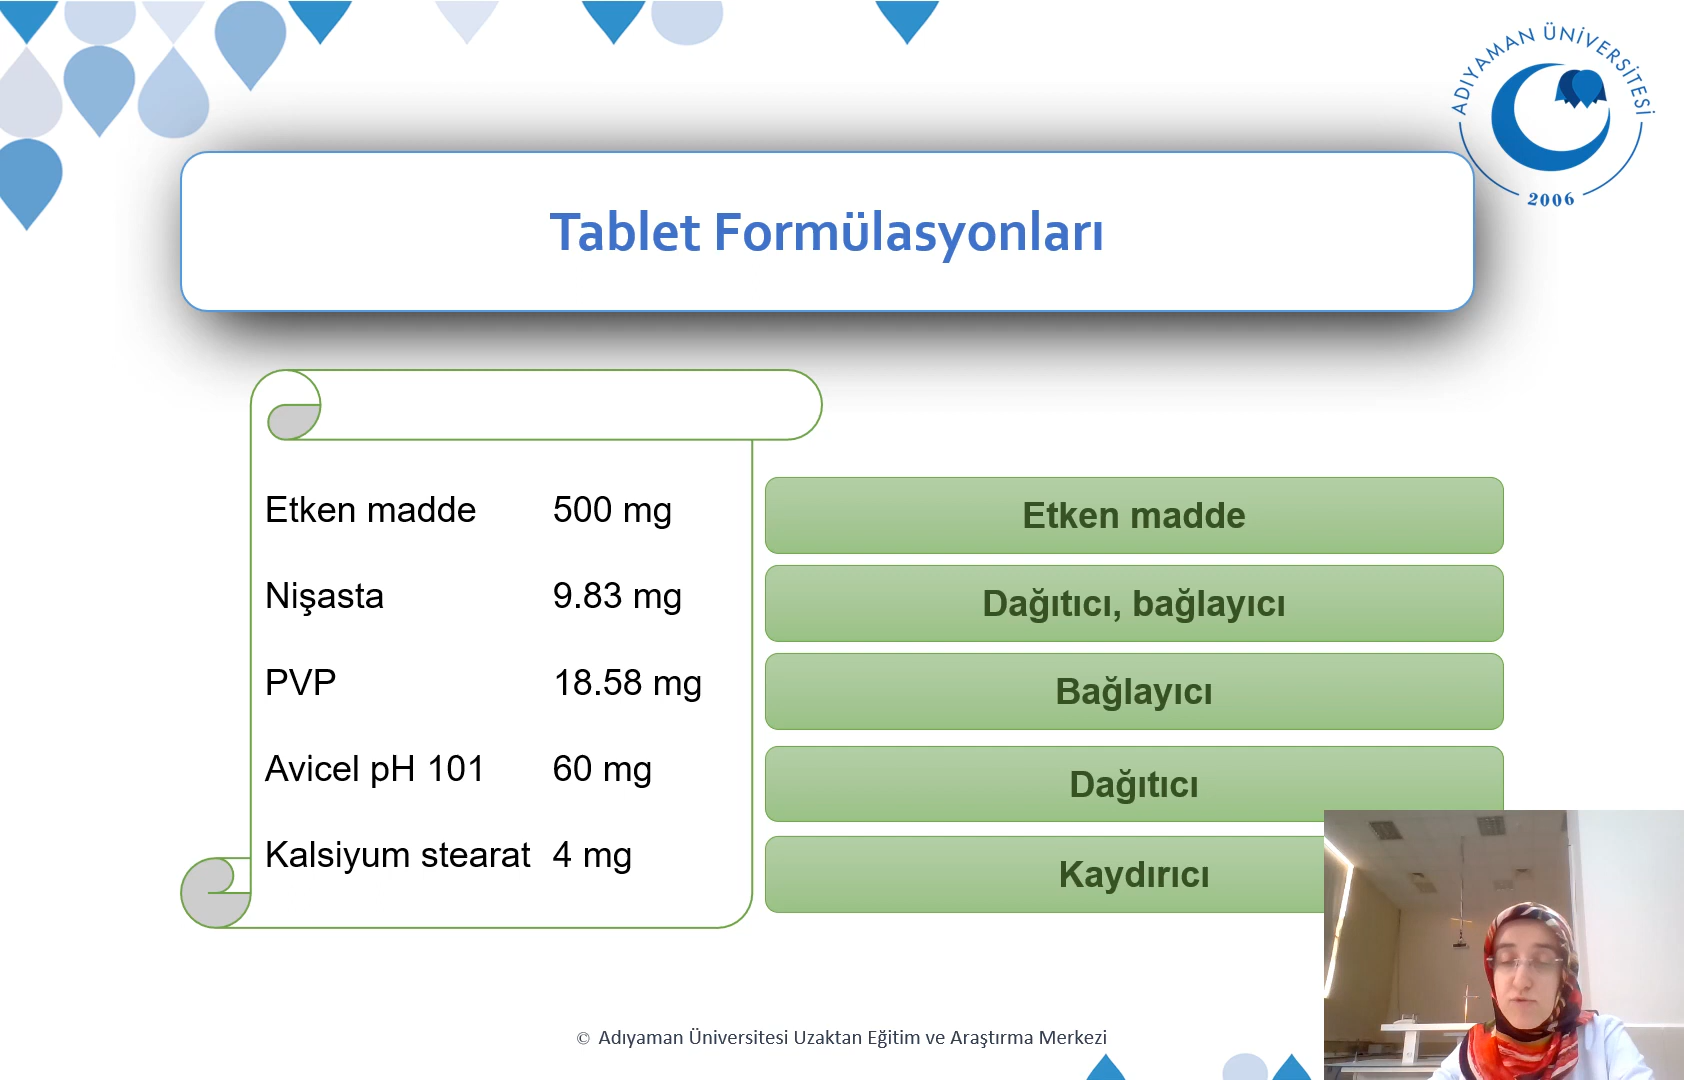 ADIYAMAN ÜNİVERSİTESİ
2006
Tablet Formülasyonları
Etken madde 500 mg
Etken madde
Nişasta 9.83 mg
Dağıtıcı, bağlayıcı
PVP 18.58 mg
Bağlayıcı
Avicel pH 101 60 mg
Dağıtıcı
Kalsiyum stearat 4 mg
Kaydırıcı
© Adıyaman Üniversitesi Uzaktan Eğitim ve Araştırma Merkezi